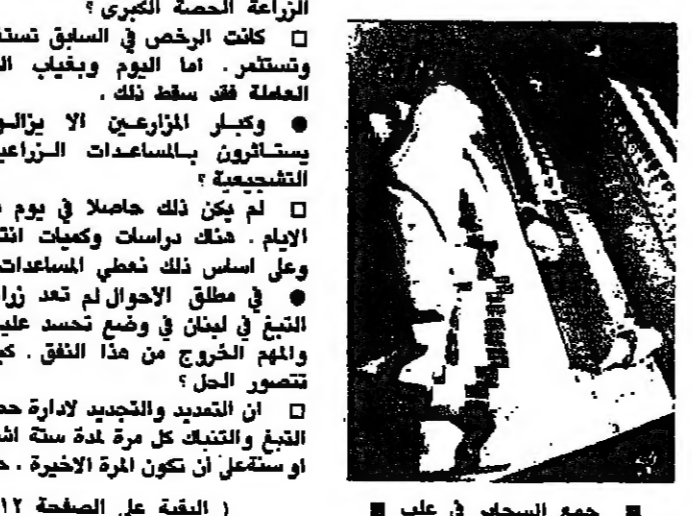 الزراعة الحصة الكبرى ؟
□ كانت الرخص في السابق تستغ
وتستثمر . اما اليوم وبغياب ال
العاملة فقد سقط ذلك .
● وكبار المزارعين الا يزالو
يستأثرون بالمساعدات الزراعي
التشجيعية ؟
□ لم يكن ذلك حاصلا في يوم
الايام . هناك دراسات وكميات انت
وعلى اساس ذلك نعطي المساعدات
● في مطلق الاحوال لم تعد زرا
التبغ في لبنان في وضع تحسد علي
والمهم الخروج من هذا النفق . كي
تتصور الحل ؟
□ ان التمديد والتجديد لادارة حص
التبغ والتنباك كل مرة لمدة ستة اش
او سنةعلى أن تكون المرة الاخيرة .
( البقية على الصفحة ١٢
■ جمع السجاير في علب ■